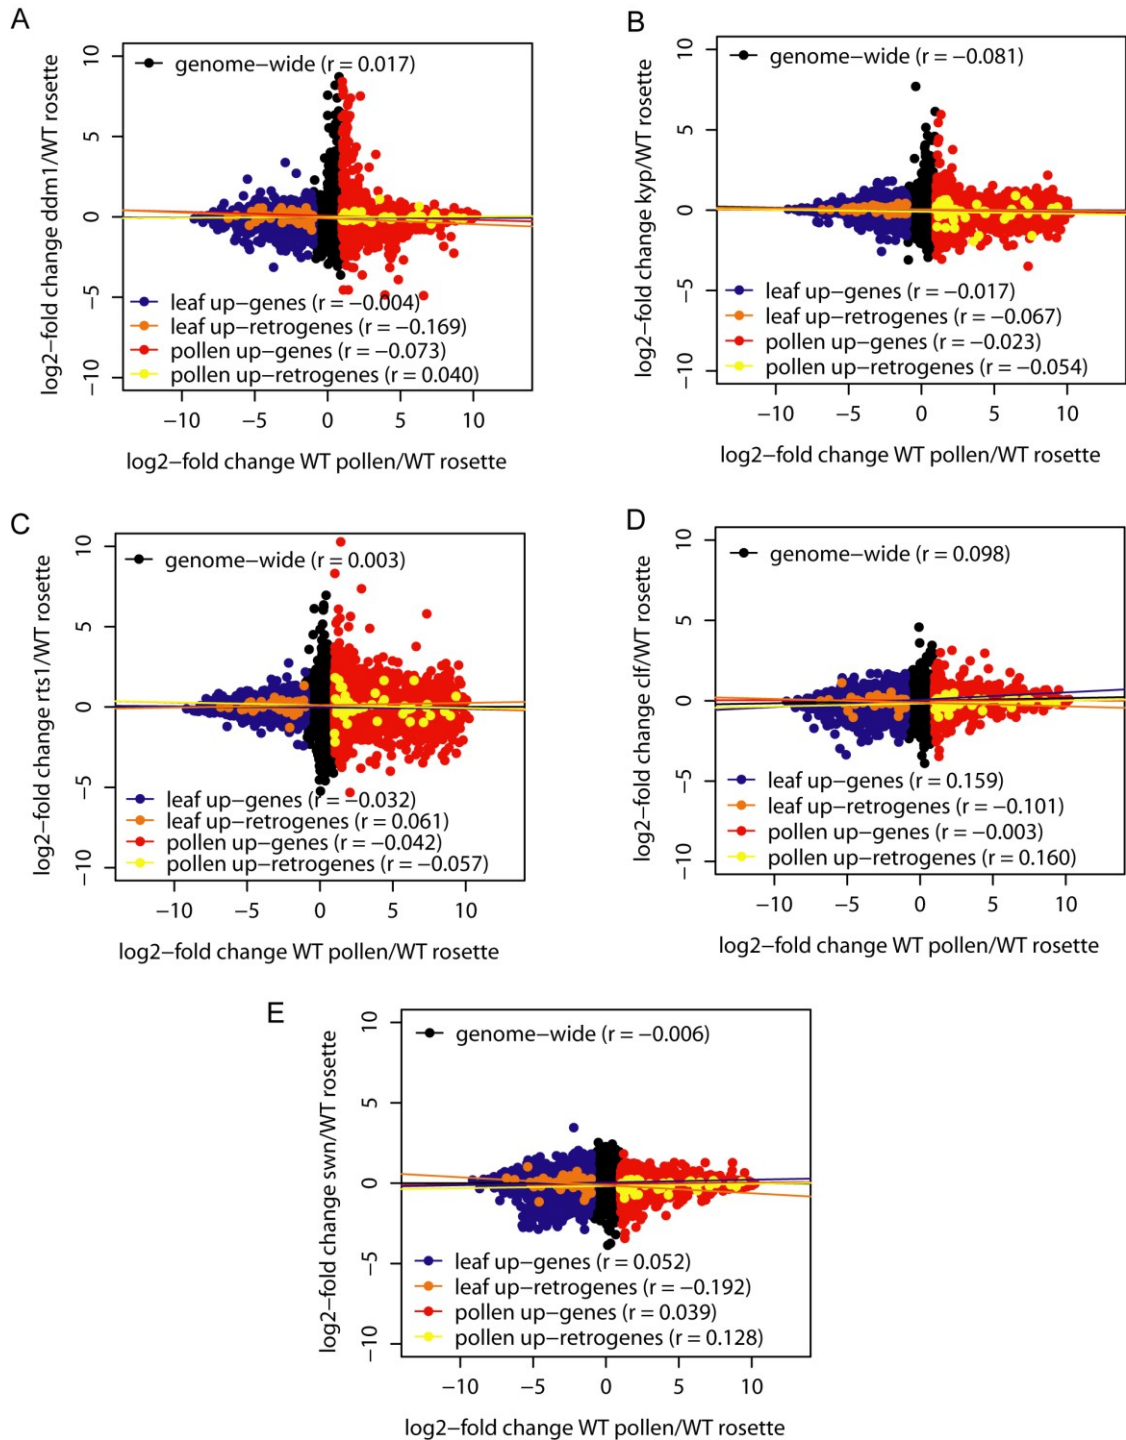 A
log2−fold change ddm1/WT rosette
10
5
0
−5
−10
genome−wide (r = 0.017)
leaf up−genes (r = −0.004)
leaf up−retrogenes (r = −0.169)
pollen up−genes (r = −0.073)
pollen up−retrogenes (r = 0.040)
−10 −5 0 5 10
log2−fold change WT pollen/WT rosette
B
log2−fold change kyp/WT rosette
10
5
0
−5
−10
genome−wide (r = −0.081)
leaf up−genes (r = −0.017)
leaf up−retrogenes (r = −0.067)
pollen up−genes (r = −0.023)
pollen up−retrogenes (r = −0.054)
−10 −5 0 5 10
log2−fold change WT pollen/WT rosette
C
log2−fold change rts1/WT rosette
10
5
0
−5
−10
genome−wide (r = 0.003)
leaf up−genes (r = −0.032)
leaf up−retrogenes (r = 0.061)
pollen up−genes (r = −0.042)
pollen up−retrogenes (r = −0.057)
−10 −5 0 5 10
log2−fold change WT pollen/WT rosette
D
log2−fold change clf/WT rosette
10
5
0
−5
−10
genome−wide (r = 0.098)
leaf up−genes (r = 0.159)
leaf up−retrogenes (r = −0.101)
pollen up−genes (r = −0.003)
pollen up−retrogenes (r = 0.160)
−10 −5 0 5 10
log2−fold change WT pollen/WT rosette
E
log2−fold change swn/WT rosette
10
5
0
−5
−10
genome−wide (r = −0.006)
leaf up−genes (r = 0.052)
leaf up−retrogenes (r = −0.192)
pollen up−genes (r = 0.039)
pollen up−retrogenes (r = 0.128)
−10 −5 0 5 10
log2−fold change WT pollen/WT rosette